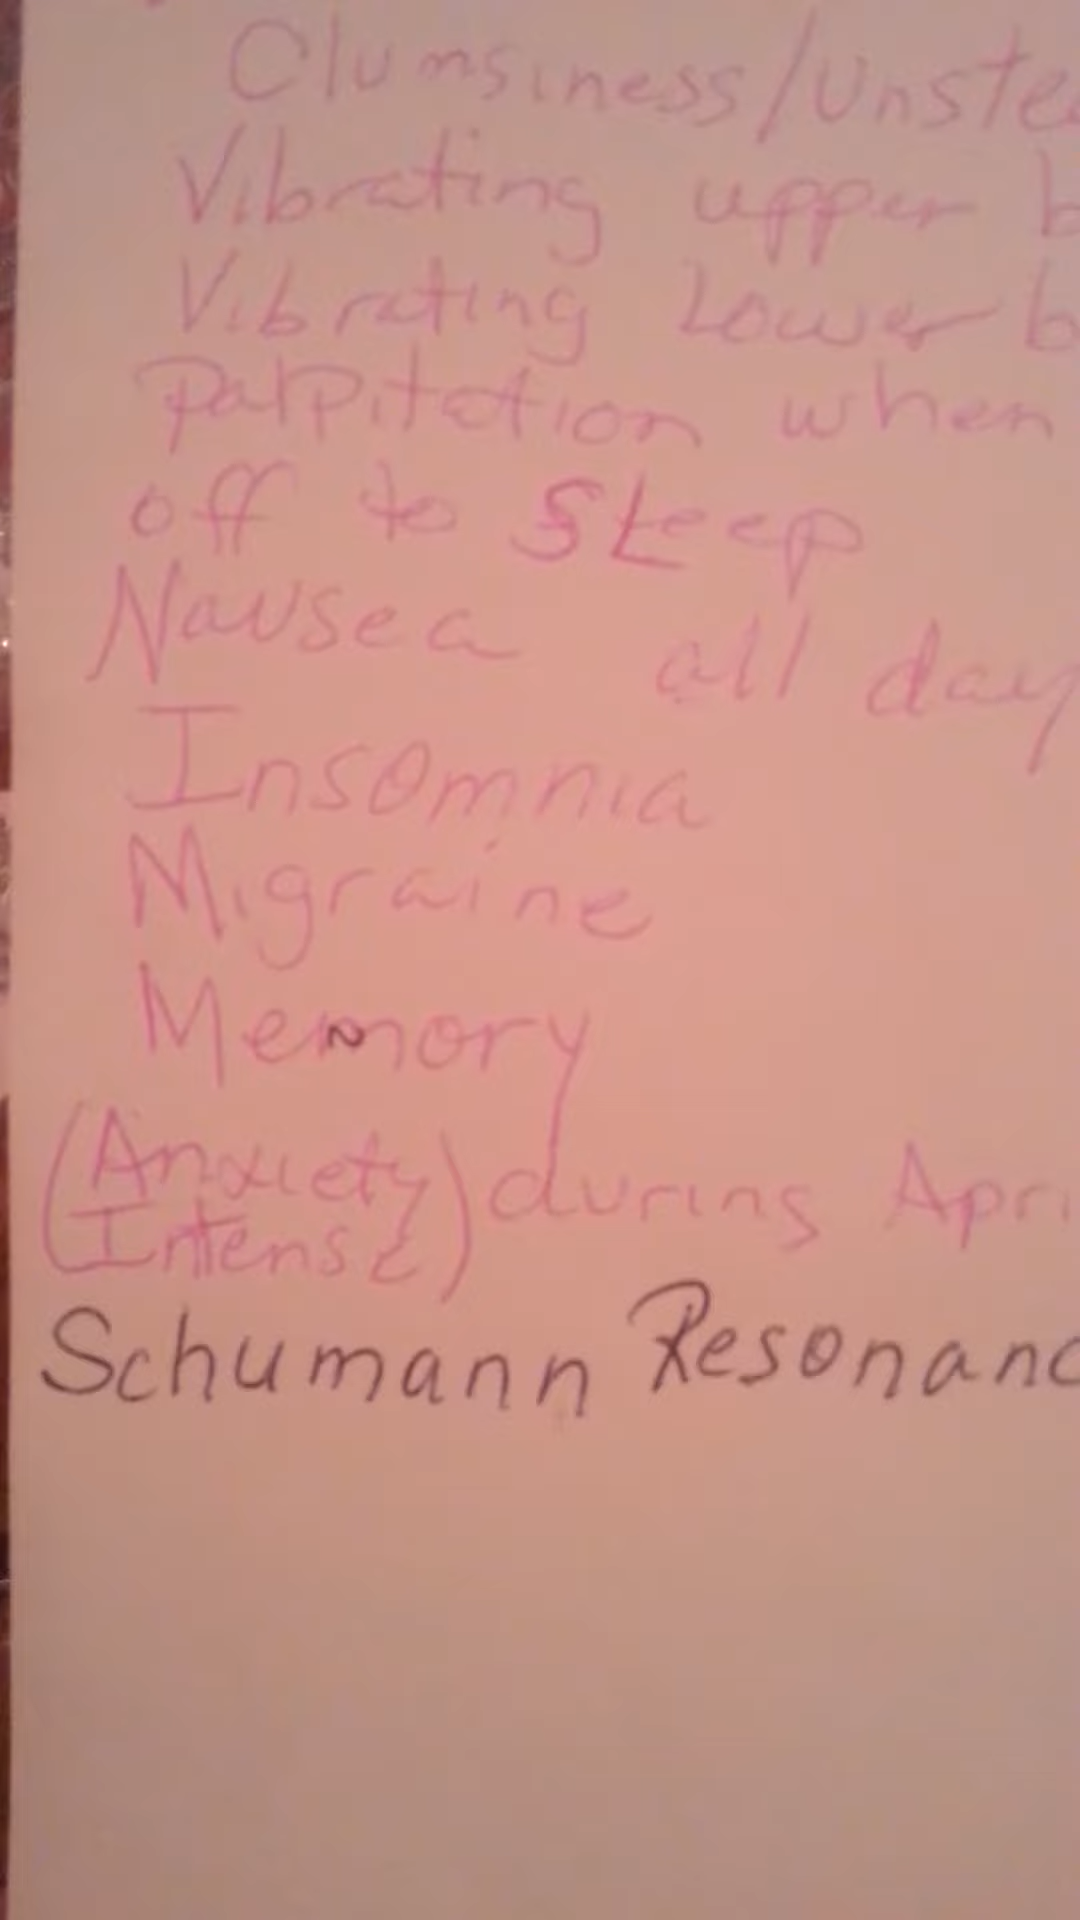 Clumsiness/Unste
Vibrating upper b
Vibrating Lower b
Palpitation when
off to Sleep
Nausea all day
Insomnia
Migraine
Memory
(Anxiety) during Apri
(Intense)
Schumann Resonanc